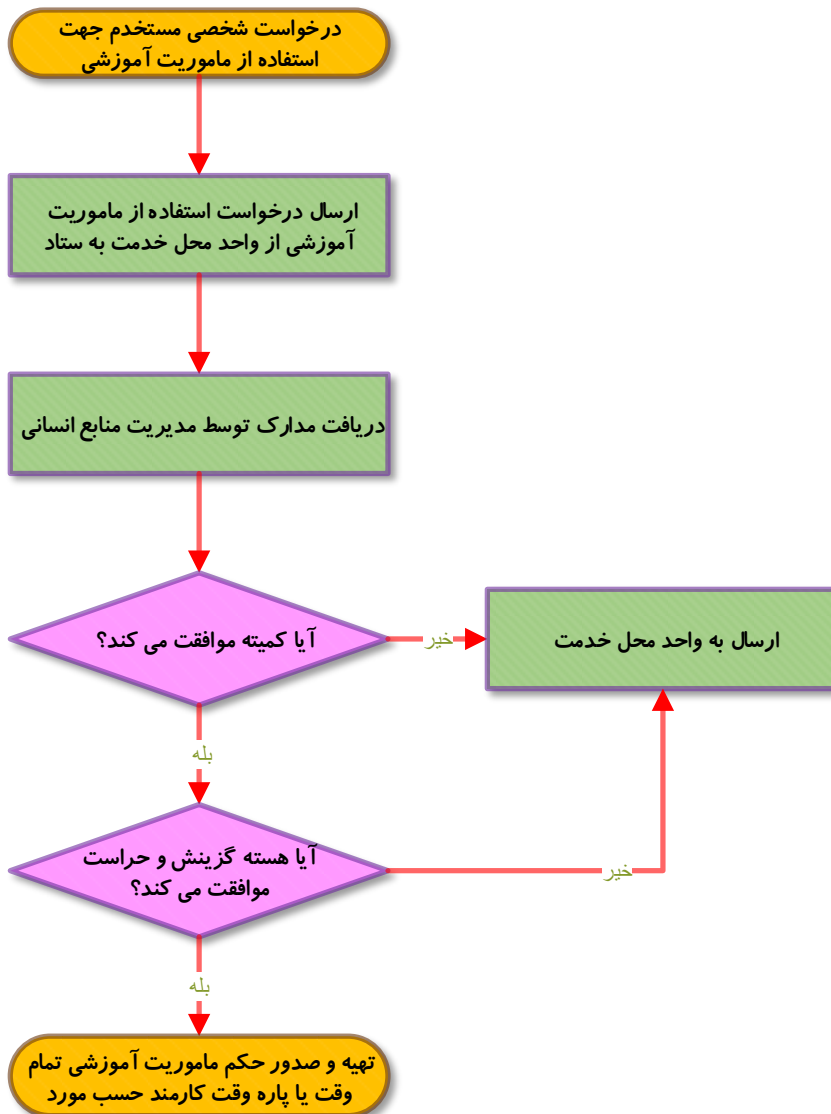 درخواست شخصی مستخدم جهت
استفاده از ماموریت آموزشی
ارسال درخواست استفاده از ماموریت
آموزشی از واحد محل خدمت به ستاد
دریافت مدارک توسط مدیریت منابع انسانی
آیا کمیته موافقت می کند؟
خیر
ارسال به واحد محل خدمت
بله
آیا هسته گزینش و حراست
موافقت می کند؟
خیر
بله
تهیه و صدور حکم ماموریت آموزشی تمام
وقت یا پاره وقت کارمند حسب مورد